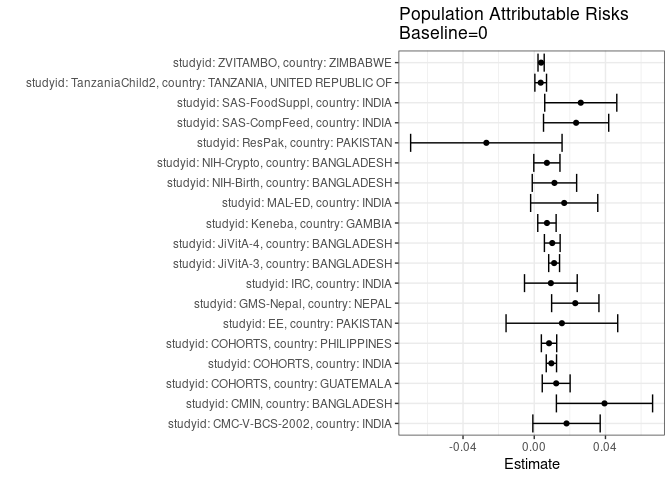 Population Attributable Risks
Baseline=0
studyid: ZVITAMBO, country: ZIMBABWE
studyid: TanzaniaChild2, country: TANZANIA, UNITED REPUBLIC OF
studyid: SAS-FoodSuppl, country: INDIA
studyid: SAS-CompFeed, country: INDIA
studyid: ResPak, country: PAKISTAN
studyid: NIH-Crypto, country: BANGLADESH
studyid: NIH-Birth, country: BANGLADESH
studyid: MAL-ED, country: INDIA
studyid: Keneba, country: GAMBIA
studyid: JiVitA-4, country: BANGLADESH
studyid: JiVitA-3, country: BANGLADESH
studyid: IRC, country: INDIA
studyid: GMS-Nepal, country: NEPAL
studyid: EE, country: PAKISTAN
studyid: COHORTS, country: PHILIPPINES
studyid: COHORTS, country: INDIA
studyid: COHORTS, country: GUATEMALA
studyid: CMIN, country: BANGLADESH
studyid: CMC-V-BCS-2002, country: INDIA
-0.04 0.00 0.04
Estimate